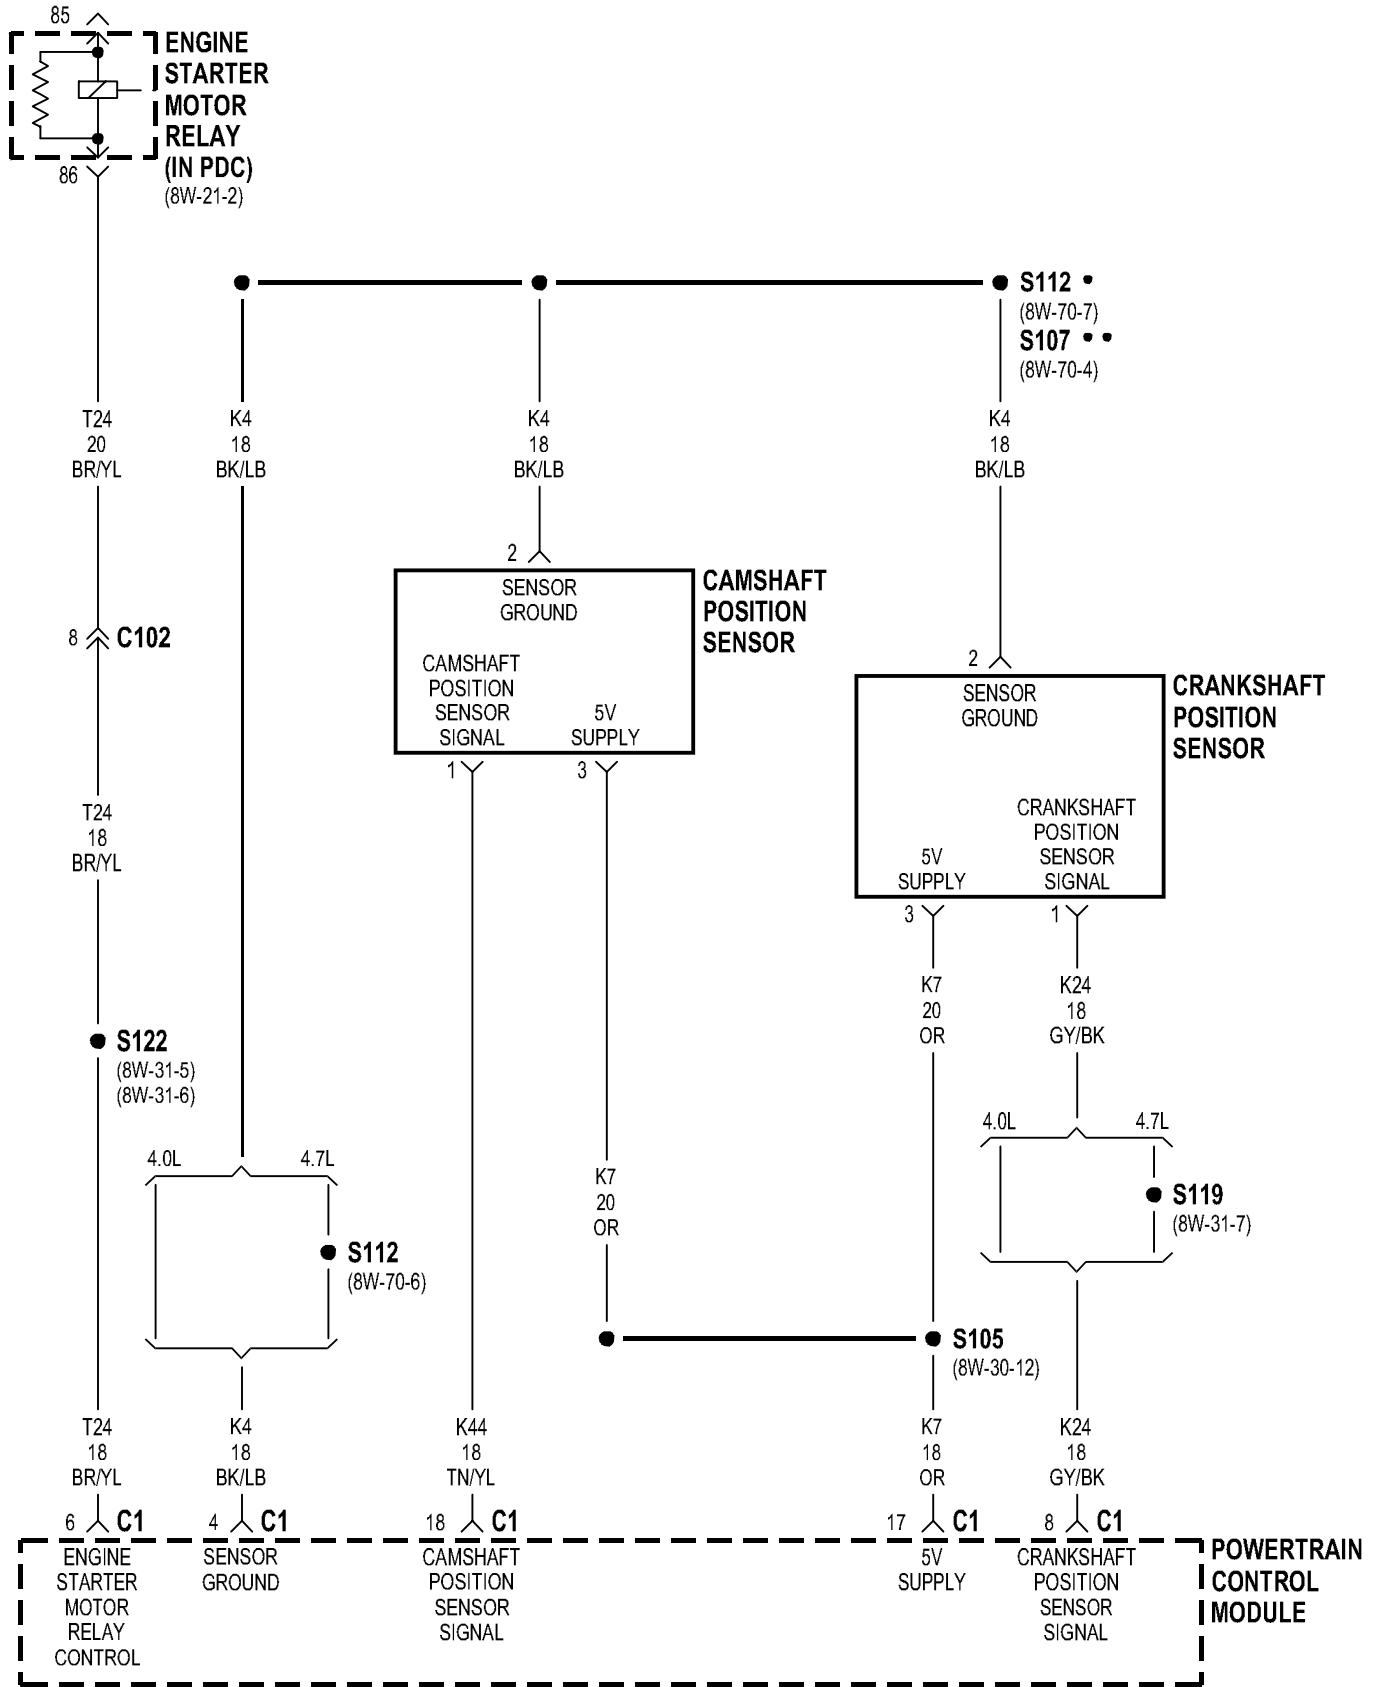 85
ENGINE
STARTER
MOTOR
RELAY
(IN PDC)
(8W-21-2)
86
S112 •
(8W-70-7)
S107 • •
(8W-70-4)
T24
20
BR/YL
K4
18
BK/LB
K4
18
BK/LB
K4
18
BK/LB
2
SENSOR
GROUND
CAMSHAFT
POSITION
SENSOR
SIGNAL
5V
SUPPLY
CAMSHAFT
POSITION
SENSOR
1
3
8
C102
2
SENSOR
GROUND
CRANKSHAFT
POSITION
SENSOR
5V
SUPPLY
CRANKSHAFT
POSITION
SENSOR
SIGNAL
3
1
T24
18
BR/YL
K7
20
OR
K24
18
GY/BK
S122
(8W-31-5)
(8W-31-6)
4.0L
4.7L
S119
(8W-31-7)
4.0L
4.7L
S112
(8W-70-6)
K7
20
OR
S105
(8W-30-12)
T24
18
BR/YL
K4
18
BK/LB
K44
18
TN/YL
K7
18
OR
K24
18
GY/BK
6 C1
4 C1
18 C1
17 C1
8 C1
ENGINE
STARTER
MOTOR
RELAY
CONTROL
SENSOR
GROUND
CAMSHAFT
POSITION
SENSOR
SIGNAL
5V
SUPPLY
CRANKSHAFT
POSITION
SENSOR
SIGNAL
POWERTRAIN
CONTROL
MODULE